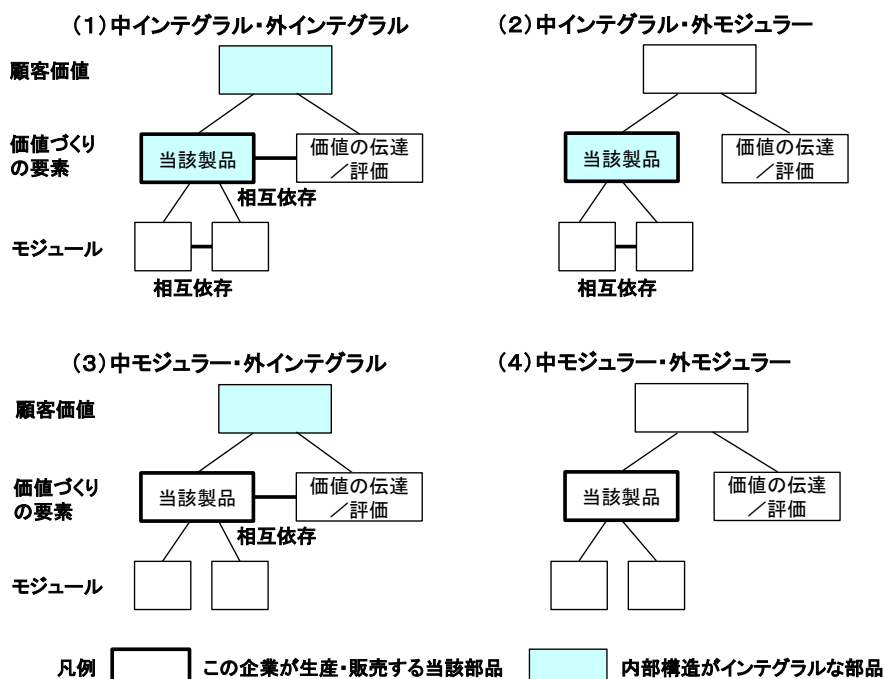 (1)中インテグラル・外インテグラル
(2)中インテグラル・外モジュラー
顧客価値
価値づくり
の要素
当該製品
価値の伝達
／評価
相互依存
モジュール
相互依存
当該製品
価値の伝達
／評価
相互依存
(3)中モジュラー・外インテグラル
(4)中モジュラー・外モジュラー
顧客価値
価値づくり
の要素
当該製品
価値の伝達
／評価
相互依存
モジュール
当該製品
価値の伝達
／評価
凡例
この企業が生産・販売する当該部品
内部構造がインテグラルな部品